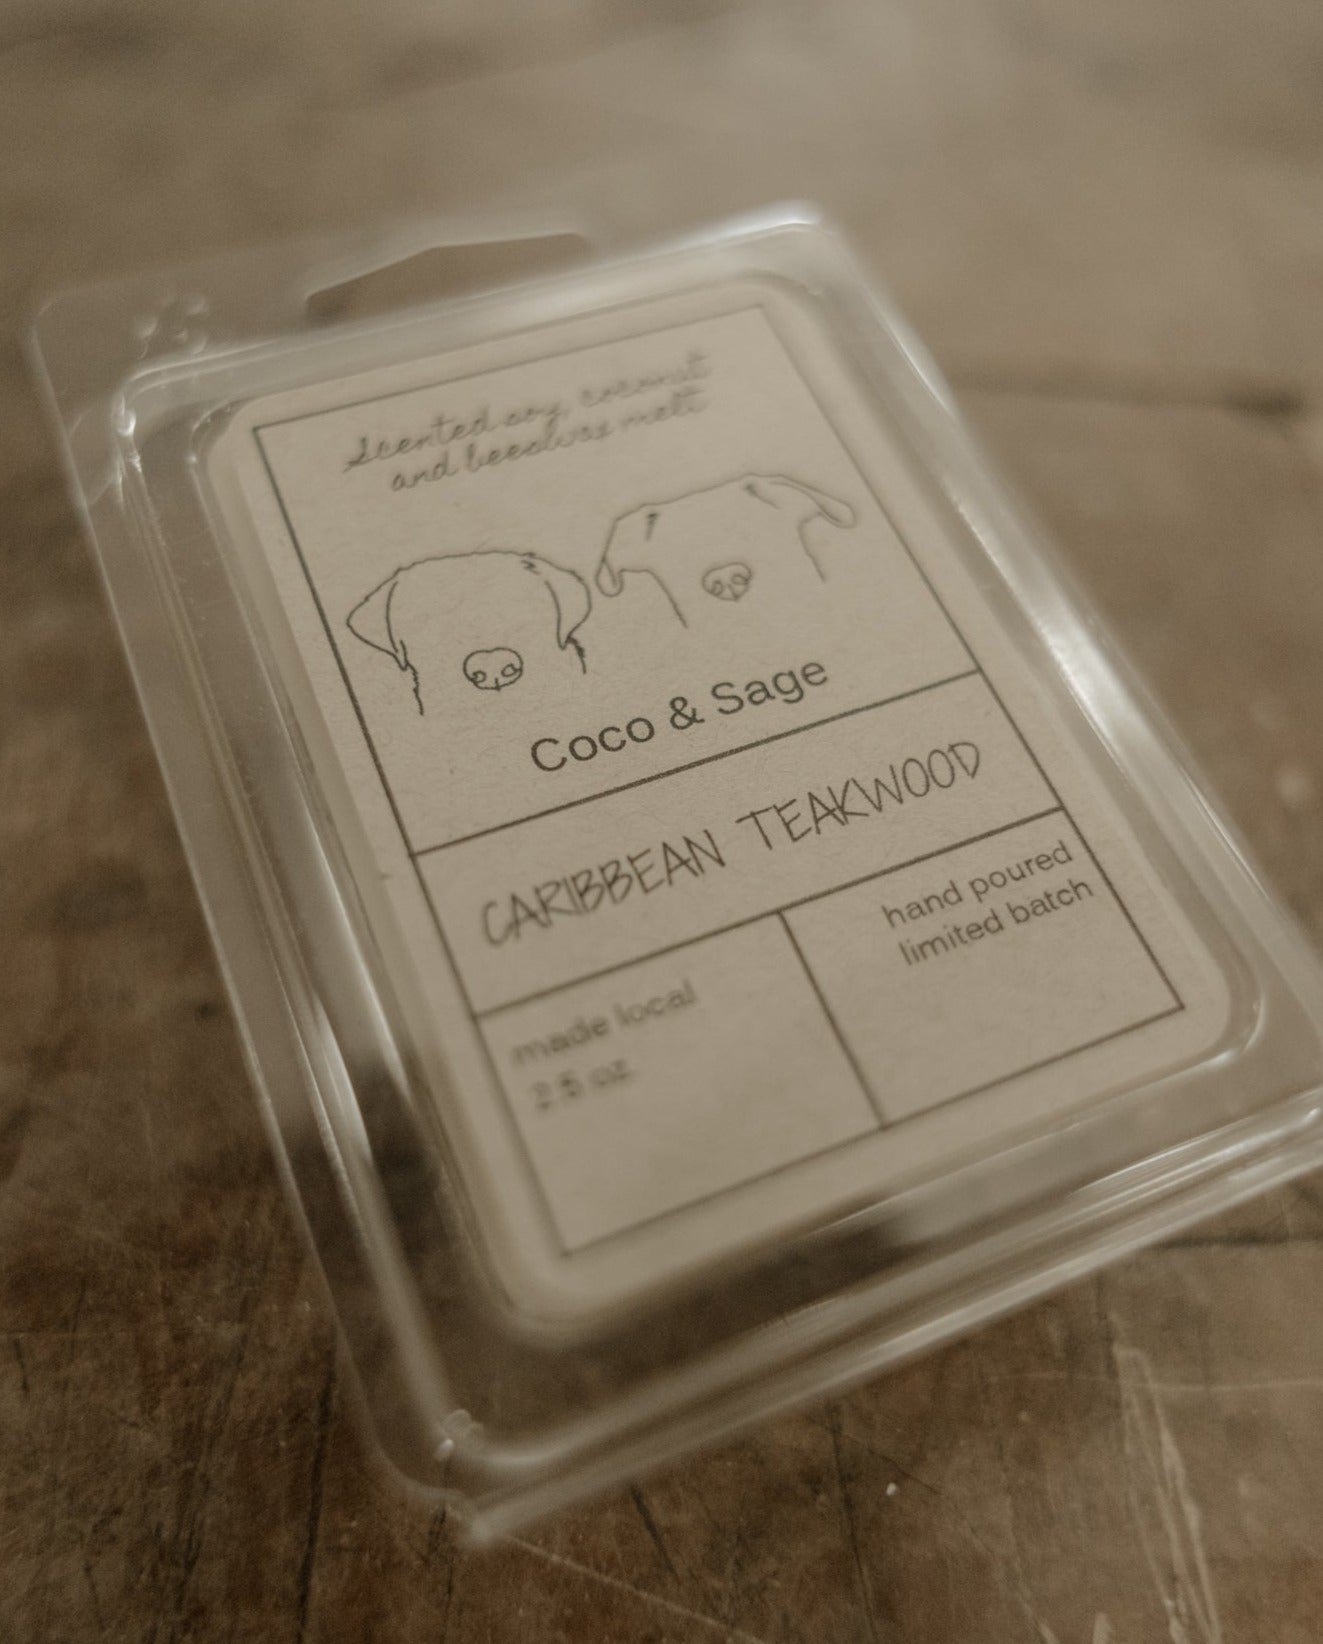 Scented soy, coconut
and beeswax melt
Coco & Sage
CARIBBEAN TEAKWOOD
hand poured
limited batch
made local
2.5 oz